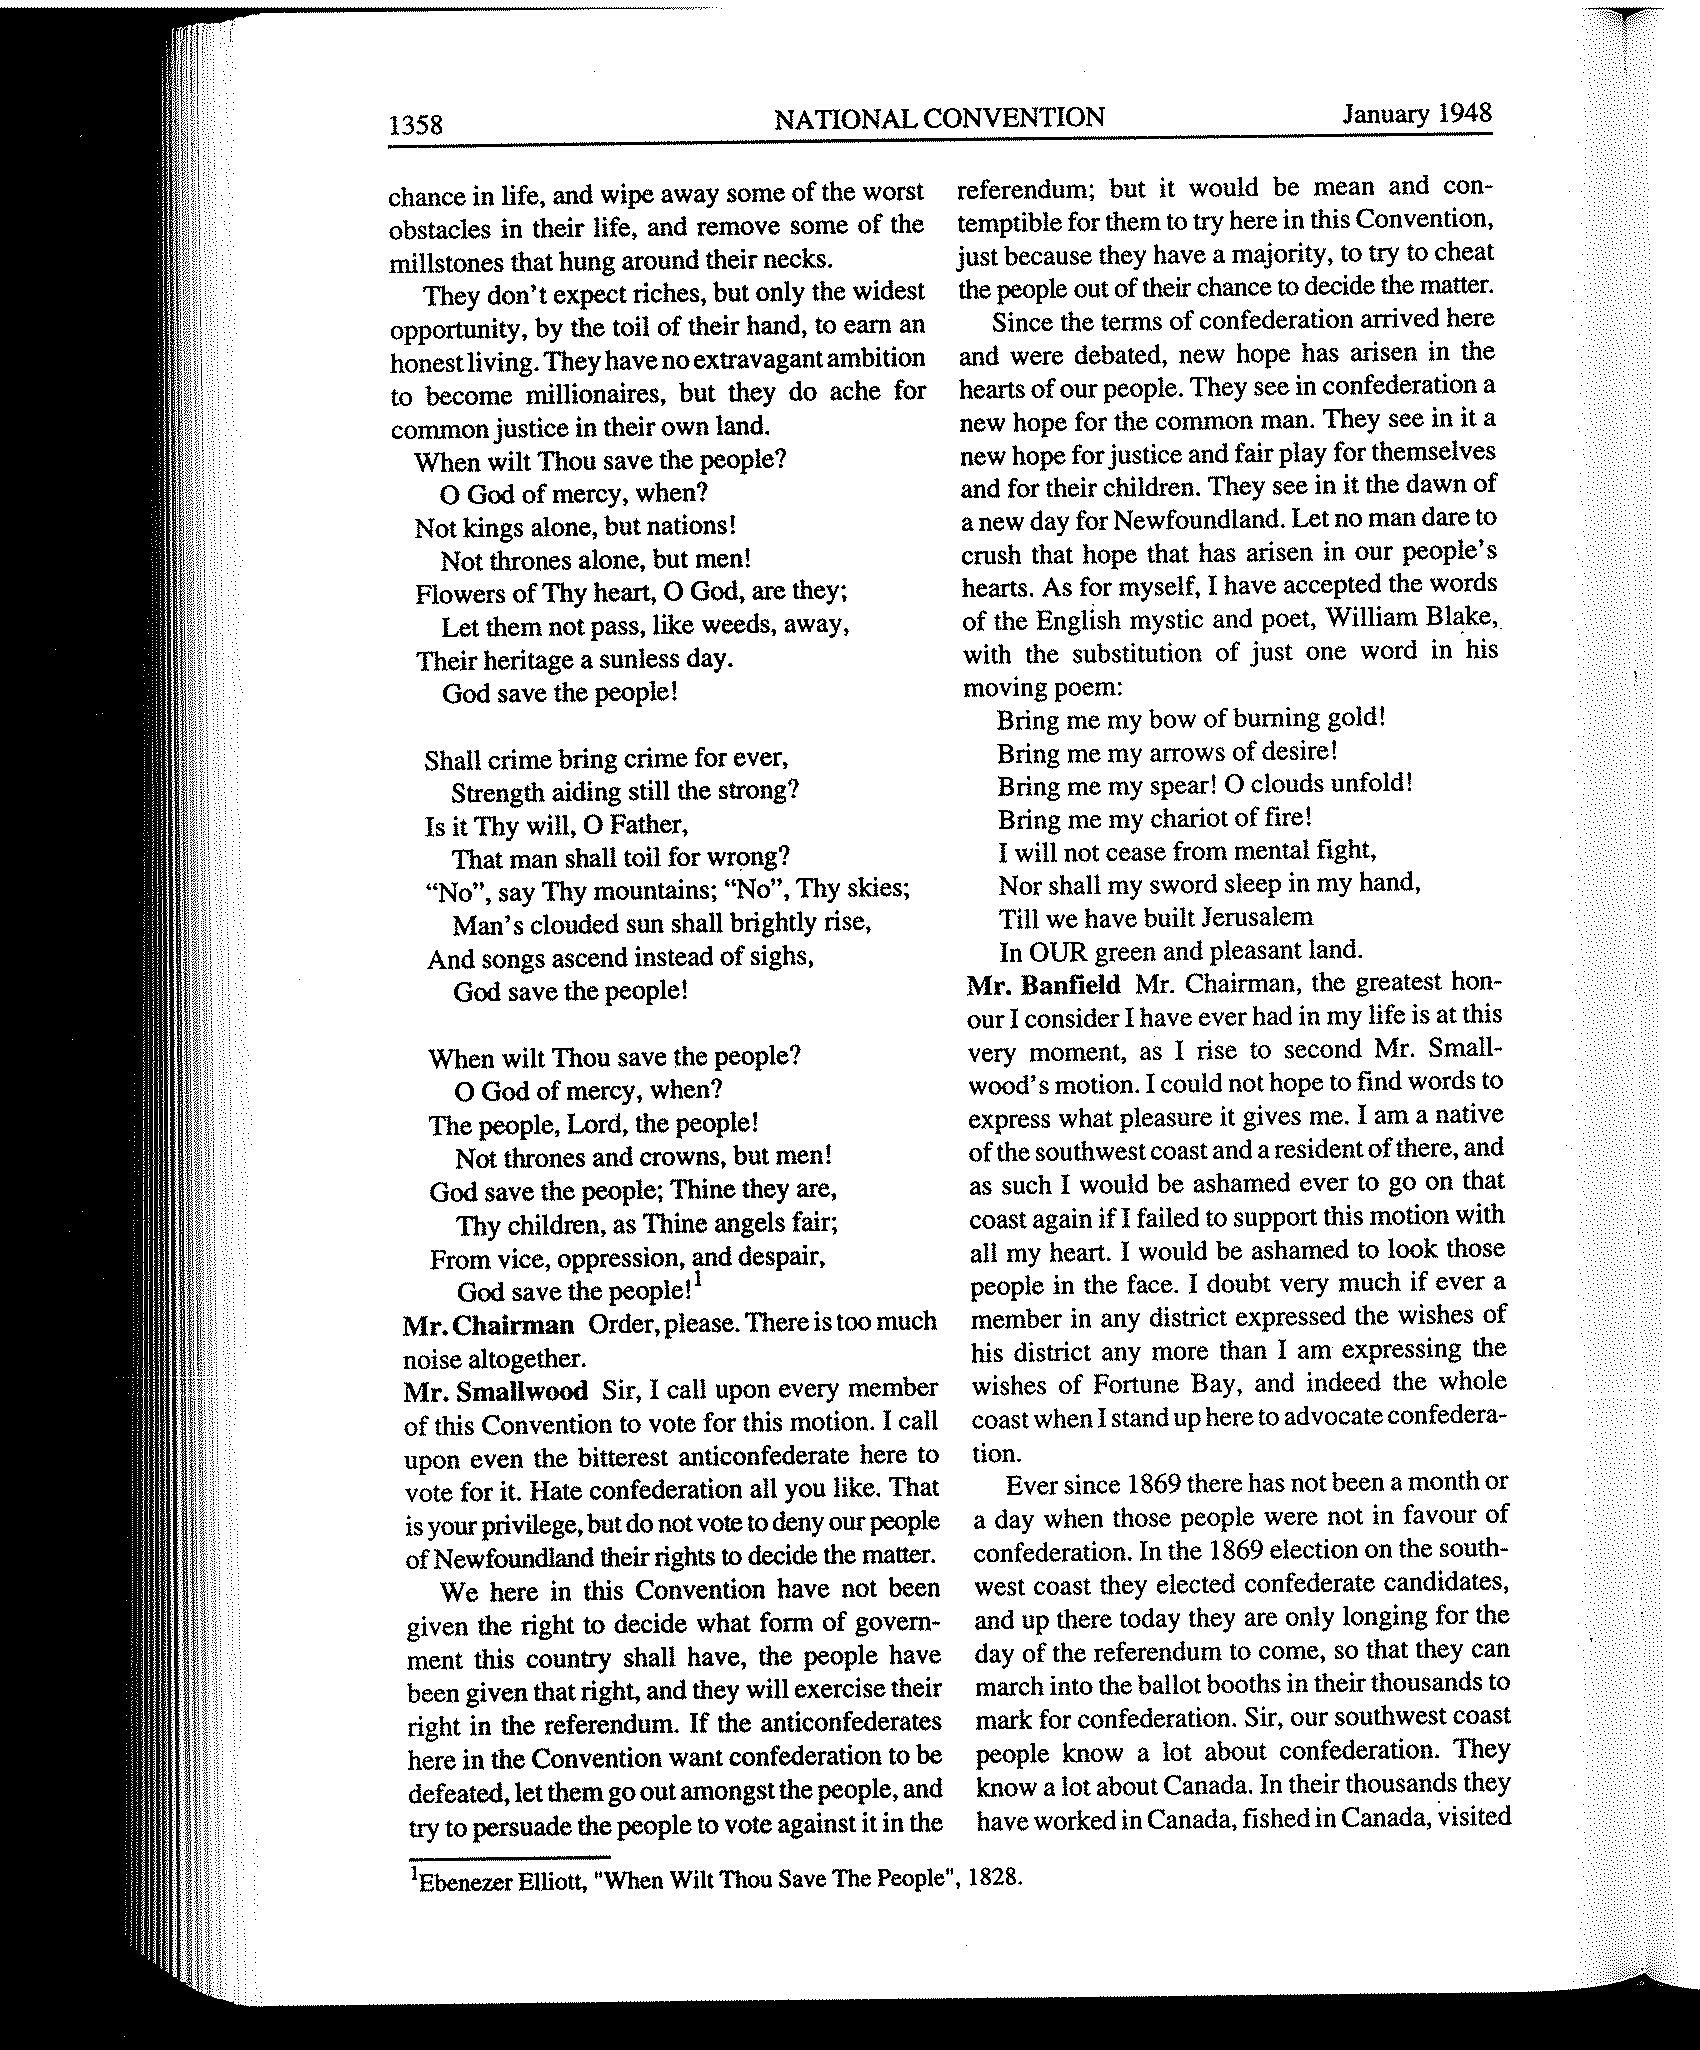 1358 NATIONAL CONVENTION January 1948
chance in life, and wipe away some of the worst
obstacles in their life, and remove some of the
millstones that hung around their necks.
They don't expect riches, but only the widest
opportunity, by the toil of their hand, to earn an
honest living. They have no extravagant ambition
to become millionaires, but they do ache for
common justice in their own land.
When wilt Thou save the people?
O God of mercy, when?
Not kings alone, but nations!
Not thrones alone, but men!
Flowers of Thy heart, O God, are they;
Let them not pass, like weeds, away,
Their heritage a sunless day.
God save the people!
Shall crime bring crime for ever,
Strength aiding still the strong?
Is it Thy will, O Father,
That man shall toil for wrong?
“No”, say Thy mountains; “No”, Thy skies;
Man's clouded sun shall brightly rise,
And songs ascend instead of sighs,
God save the people!
When wilt Thou save the people?
O God of mercy, when?
The people, Lord, the people!
Not thrones and crowns, but men!
God save the people; Thine they are,
Thy children, as Thine angels fair;
From vice, oppression, and despair,
God save the people!1
Mr. Chairman Order, please. There is too much
noise altogether.
Mr. Smallwood Sir, I call upon every member
of this Convention to vote for this motion. I call
upon even the bitterest anticonfederate here to
vote for it. Hate confederation all you like. That
is your privilege, but do not vote to deny our people
of Newfoundland their rights to decide the matter.
We here in this Convention have not been
given the right to decide what form of govern-
ment this country shall have, the people have
been given that right, and they will exercise their
right in the referendum. If the anticonfederates
here in the Convention want confederation to be
defeated, let them go out amongst the people, and
try to persuade the people to vote against it in the
referendum; but it would be mean and con-
temptible for them to try here in this Convention,
just because they have a majority, to try to cheat
the people out of their chance to decide the matter.
Since the terms of confederation arrived here
and were debated, new hope has arisen in the
hearts of our people. They see in confederation a
new hope for the common man. They see in it a
new hope for justice and fair play for themselves
and for their children. They see in it the dawn of
a new day for Newfoundland. Let no man dare to
crush that hope that has arisen in our people's
hearts. As for myself, I have accepted the words
of the English mystic and poet, William Blake,
with the substitution of just one word in his
moving poem:
Bring me my bow of burning gold!
Bring me my arrows of desire!
Bring me my spear! O clouds unfold!
Bring me my chariot of fire!
I will not cease from mental fight,
Nor shall my sword sleep in my hand,
Till we have built Jerusalem
In OUR green and pleasant land.
Mr. Banfield Mr. Chairman, the greatest hon-
our I consider I have ever had in my life is at this
very moment, as I rise to second Mr. Small-
wood's motion. I could not hope to find words to
express what pleasure it gives me. I am a native
of the southwest coast and a resident of there, and
as such I would be ashamed ever to go on that
coast again if I failed to support this motion with
all my heart. I would be ashamed to look those
people in the face. I doubt very much if ever a
member in any district expressed the wishes of
his district any more than I am expressing the
wishes of Fortune Bay, and indeed the whole
coast when I stand up here to advocate confedera-
tion.
Ever since 1869 there has not been a month or
a day when those people were not in favour of
confederation. In the 1869 election on the south-
west coast they elected confederate candidates,
and up there today they are only longing for the
day of the referendum to come, so that they can
march into the ballot booths in their thousands to
mark for confederation. Sir, our southwest coast
people know a lot about confederation. They
know a lot about Canada. In their thousands they
have worked in Canada, fished in Canada, visited
1Ebenezer Elliott, "When Wilt Thou Save The People", 1828.